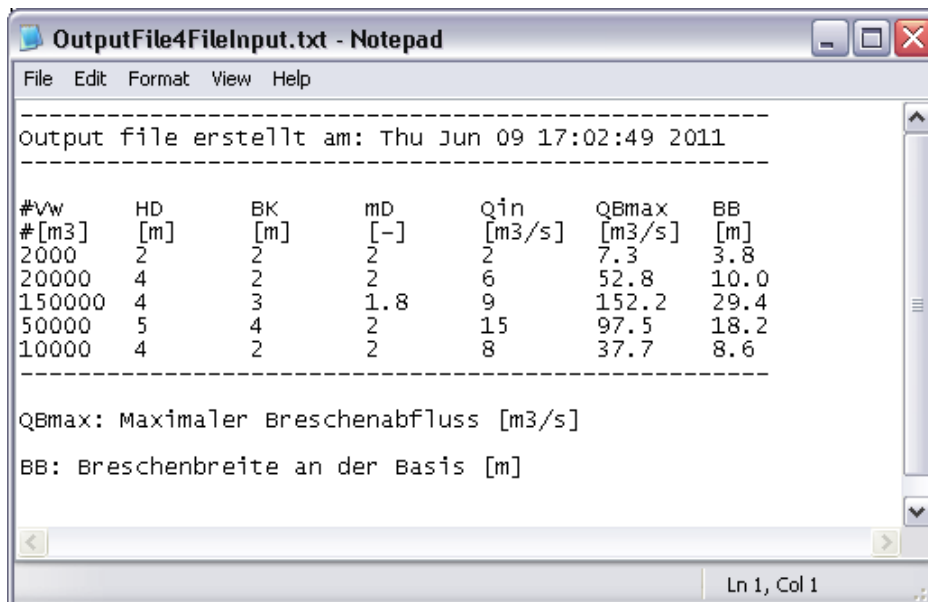 OutputFile4FileInput.txt - Notepad
File Edit Format View Help
-----------------------------------------------------
Output file erstellt am: Thu Jun 09 17:02:49 2011
-----------------------------------------------------
#Vw HD BK mD Qin QBmax BB
#[m3] [m] [m] [-] [m3/s] [m3/s] [m]
2000 2 2 2 2 7.3 3.8
20000 4 2 2 6 52.8 10.0
150000 4 3 1.8 9 152.2 29.4
50000 5 4 2 15 97.5 18.2
10000 4 2 2 8 37.7 8.6
-----------------------------------------------------
QBmax: Maximaler Breschenabfluss [m3/s]
BB: Breschenbreite an der Basis [m]
Ln 1, Col 1